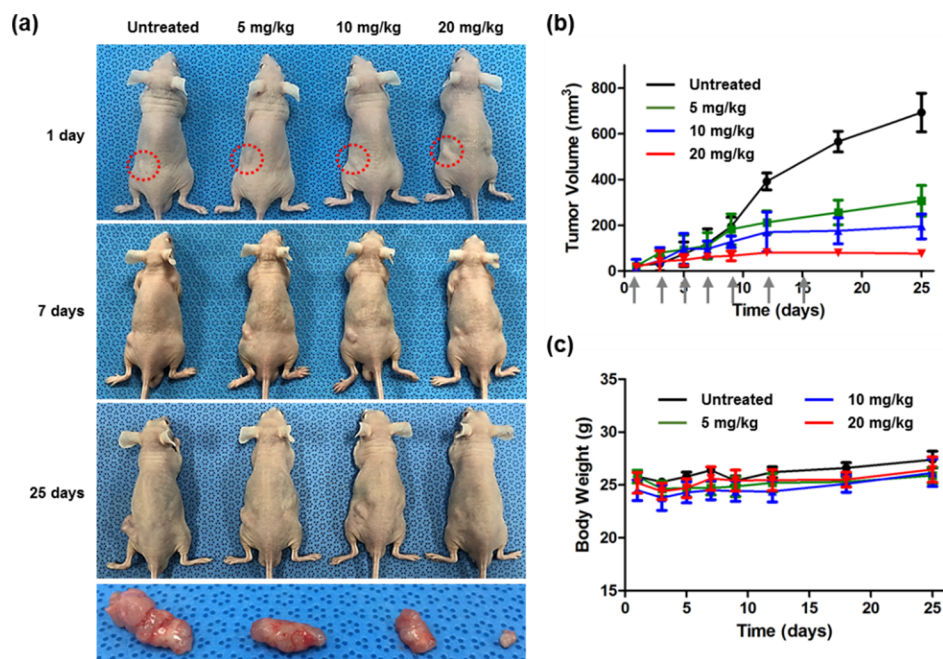 (a)
Untreated 5 mg/kg 10 mg/kg 20 mg/kg
1 day
7 days
25 days
(b)
Tumor Volume (mm³)
800
600
400
200
0
Untreated
5 mg/kg
10 mg/kg
20 mg/kg
0 5 10 15 20 25
Time (days)
(c)
Body Weight (g)
35
30
25
20
15
Untreated 10 mg/kg
5 mg/kg 20 mg/kg
0 5 10 15 20 25
Time (days)